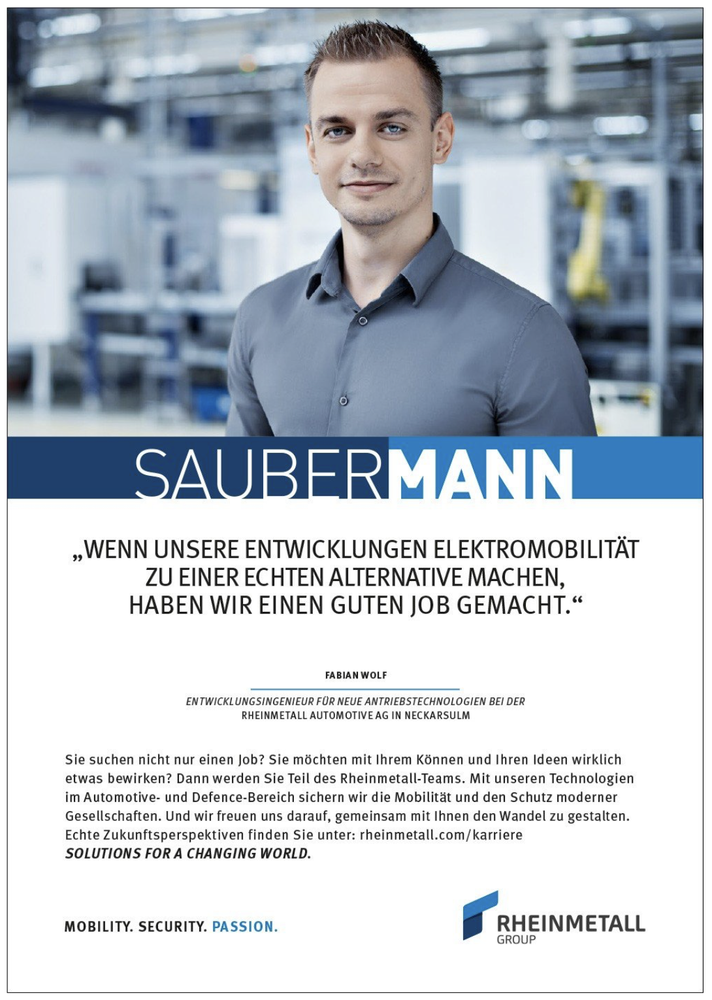 SAUBERMANN
„WENN UNSERE ENTWICKLUNGEN ELEKTROMOBILITÄT
ZU EINER ECHTEN ALTERNATIVE MACHEN,
HABEN WIR EINEN GUTEN JOB GEMACHT.“
FABIAN WOLF
ENTWICKLUNGSINGENIEUR FÜR NEUE ANTRIEBSTECHNOLOGIEN BEI DER
RHEINMETALL AUTOMOTIVE AG IN NECKARSULM
Sie suchen nicht nur einen Job? Sie möchten mit Ihrem Können und Ihren Ideen wirklich
etwas bewirken? Dann werden Sie Teil des Rheinmetall-Teams. Mit unseren Technologien
im Automotive- und Defence-Bereich sichern wir die Mobilität und den Schutz moderner
Gesellschaften. Und wir freuen uns darauf, gemeinsam mit Ihnen den Wandel zu gestalten.
Echte Zukunftsperspektiven finden Sie unter: rheinmetall.com/karriere
SOLUTIONS FOR A CHANGING WORLD.
MOBILITY. SECURITY. PASSION.
RHEINMETALL
GROUP